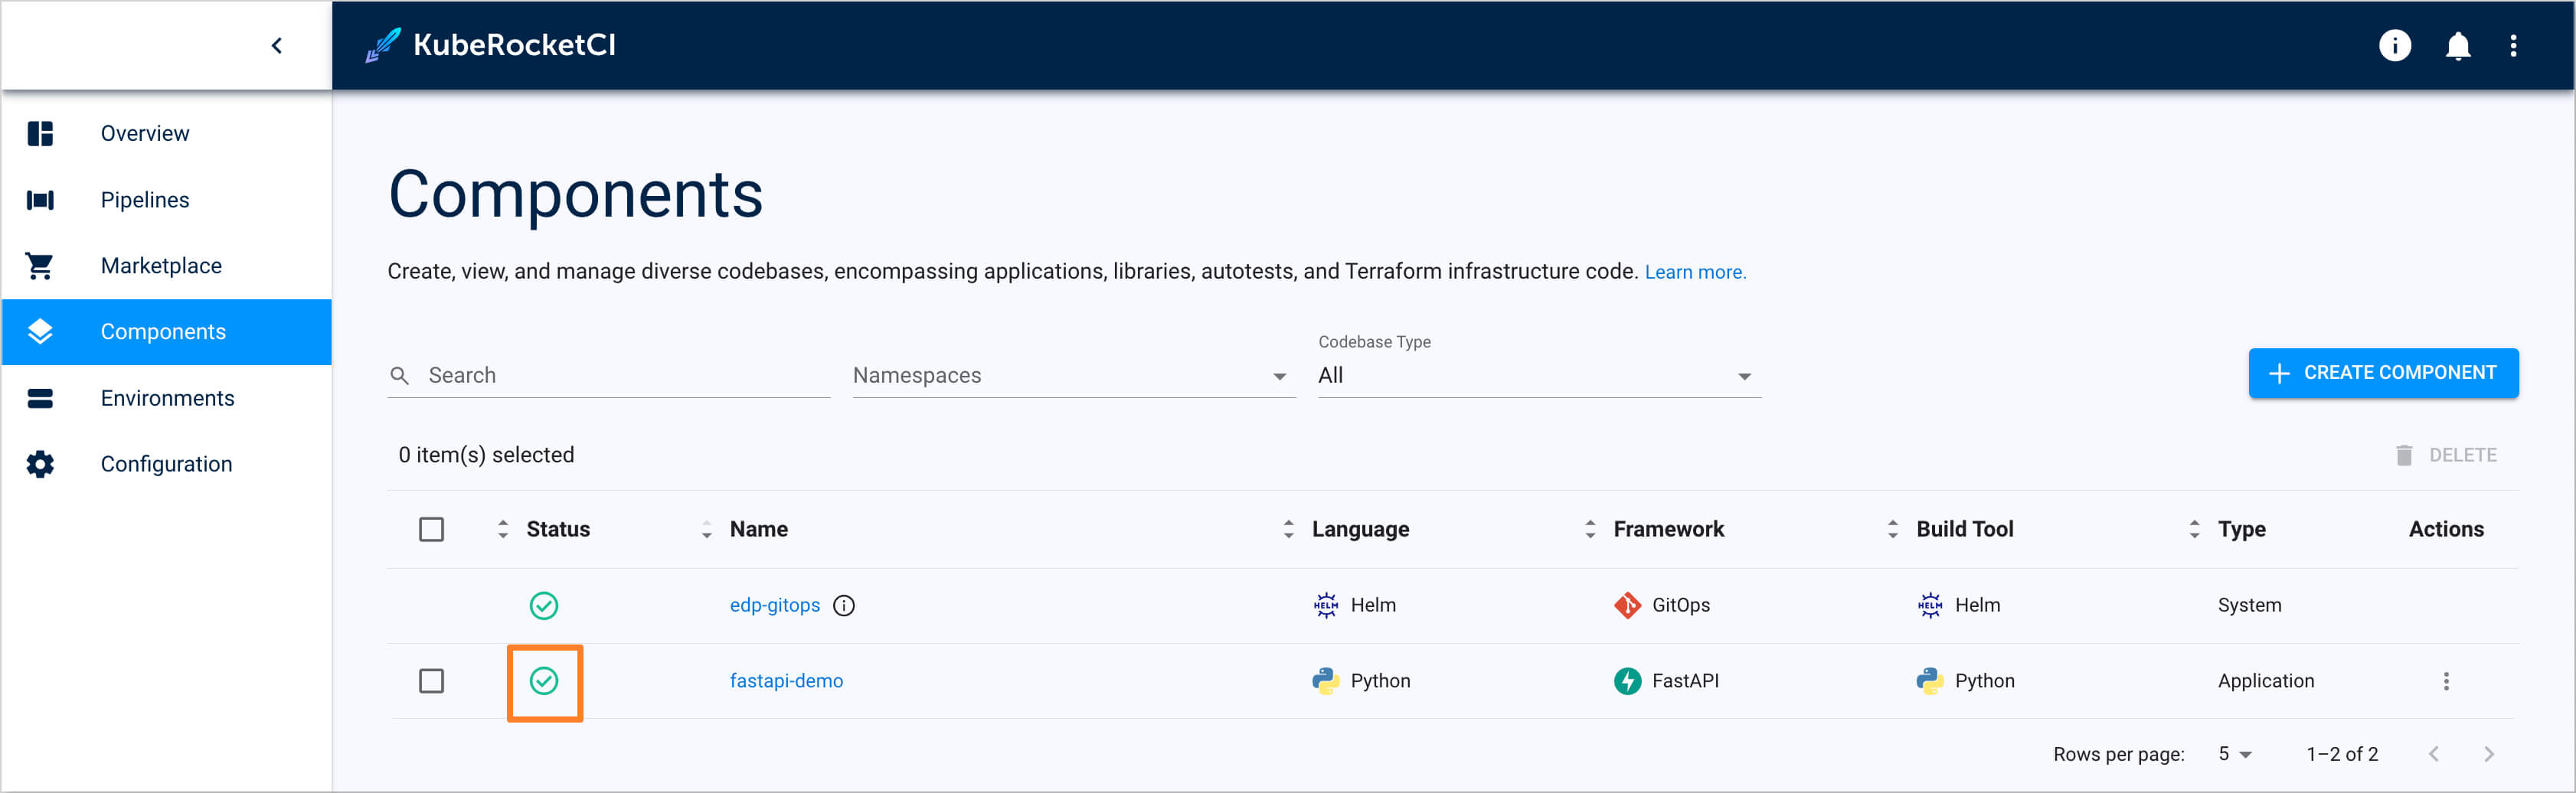 KubeRocketCI
Overview
Pipelines
Marketplace
Components
Environments
Configuration
Components
Create, view, and manage diverse codebases, encompassing applications, libraries, autotests, and Terraform infrastructure code. Learn more.
Codebase Type
Search Namespaces All + CREATE COMPONENT
0 item(s) selected DELETE
Status Name Language Framework Build Tool Type Actions
edp-gitops HELM Helm GitOps HELM Helm System
fastapi-demo Python FastAPI Python Application
Rows per page: 5 1–2 of 2